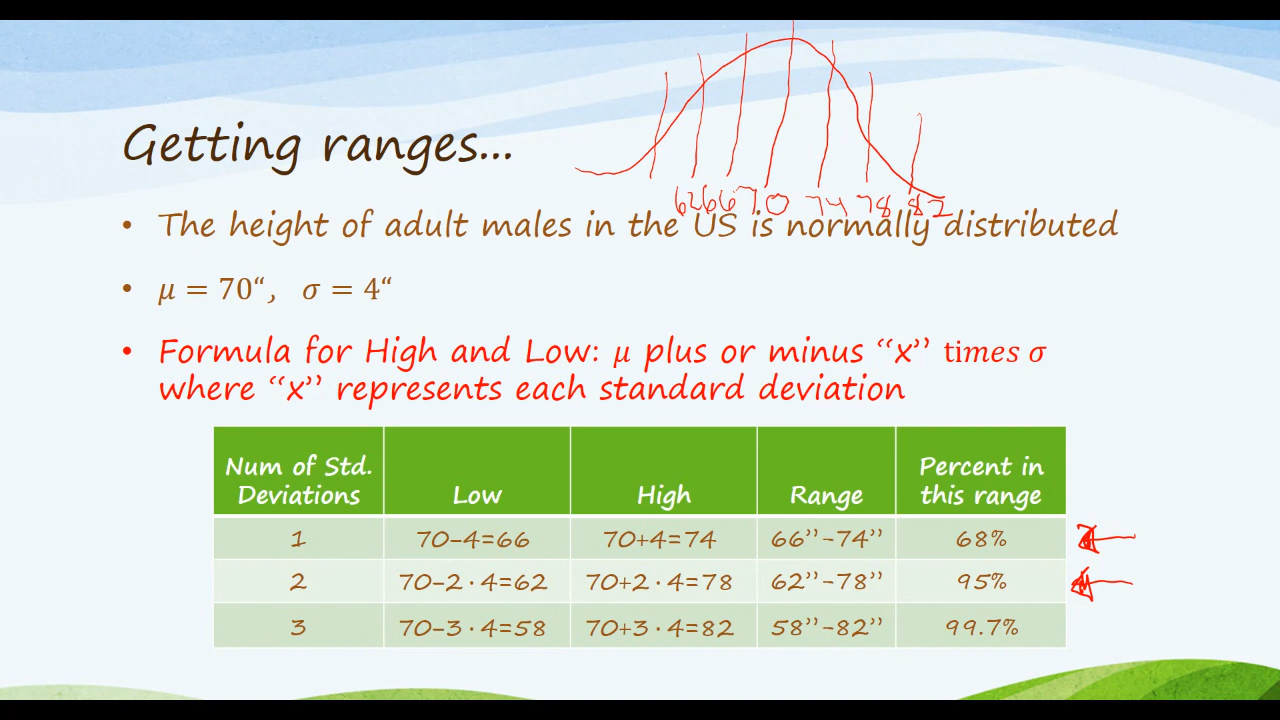 Getting ranges...
62 66 70 74 78 82
• The height of adult males in the US is normally distributed
• μ = 70“, σ = 4“
• Formula for High and Low: μ plus or minus “x” times σ
where “x” represents each standard deviation
Num of Std. Deviations Low High Range Percent in this range
1 70-4=66 70+4=74 66”-74” 68%
2 70-2·4=62 70+2·4=78 62”-78” 95%
3 70-3·4=58 70+3·4=82 58”-82” 99.7%